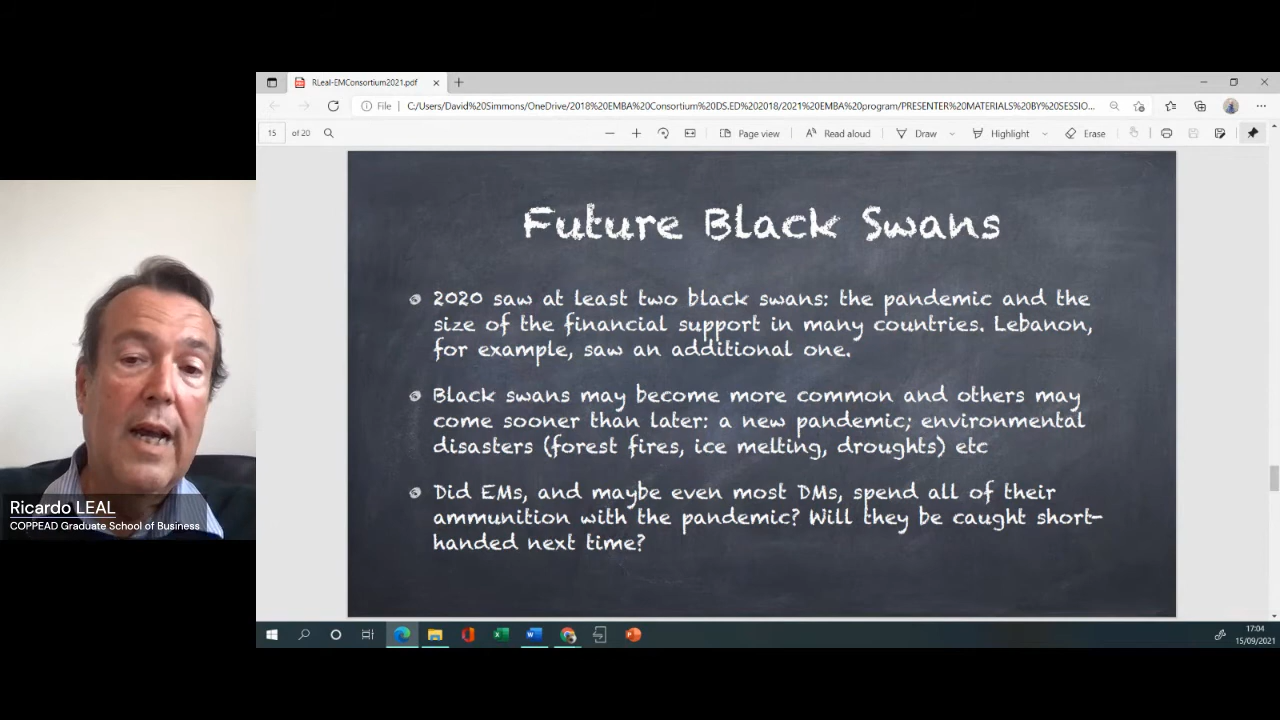 RLeal-EMConsortium2021.pdf
File
C:/Users/David%20Simmons/OneDrive/2018%20EMBA%20Consortium%20DS.ED%202018/2021%20EMBA%20program/PRESENTER%20MATERIALS%20BY%20SESSIO...
15 of 20
Page view
Read aloud
Draw
Highlight
Erase
Future Black Swans
2020 saw at least two black swans: the pandemic and the
size of the financial support in many countries. Lebanon,
for example, saw an additional one.
Black swans may become more common and others may
come sooner than later: a new pandemic; environmental
disasters (forest fires, ice melting, droughts) etc
Did EMs, and maybe even most DMs, spend all of their
ammunition with the pandemic? Will they be caught short-
handed next time?
Ricardo LEAL
COPPEAD Graduate School of Business
17:04
15/09/2021